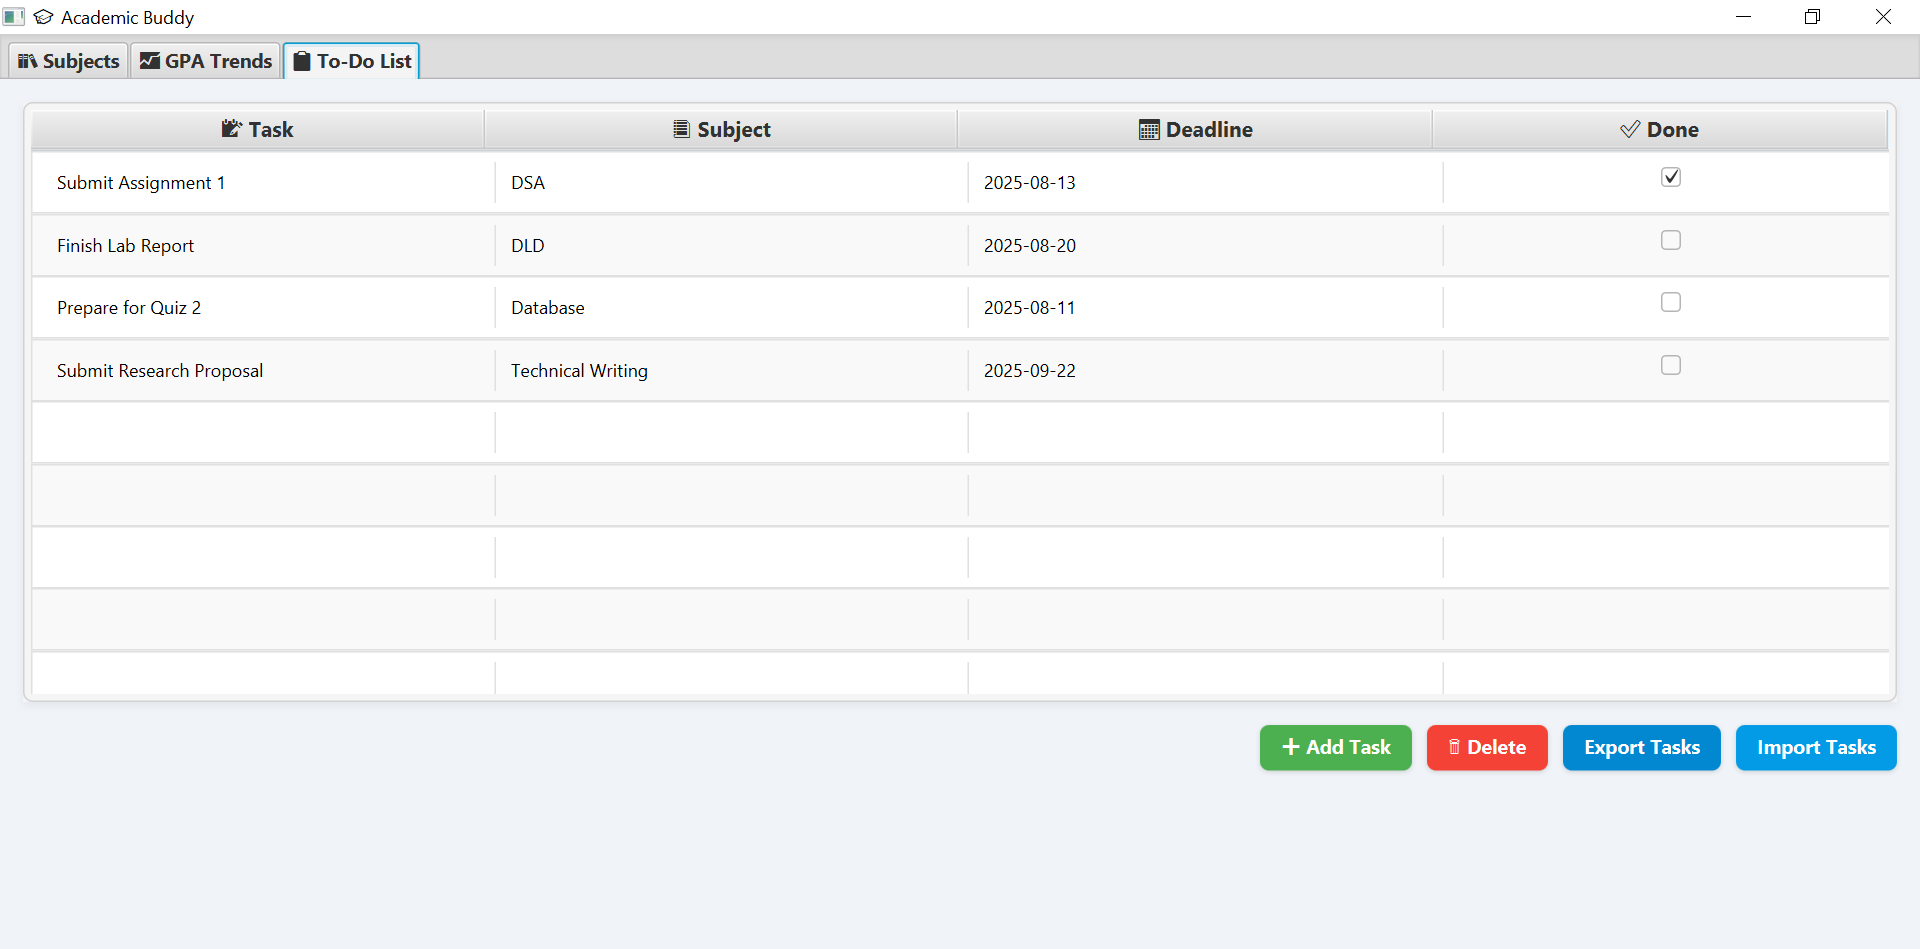 Academic Buddy
Subjects GPA Trends To-Do List
Task Subject Deadline Done
Submit Assignment 1 DSA 2025-08-13
Finish Lab Report DLD 2025-08-20
Prepare for Quiz 2 Database 2025-08-11
Submit Research Proposal Technical Writing 2025-09-22
+ Add Task Delete Export Tasks Import Tasks